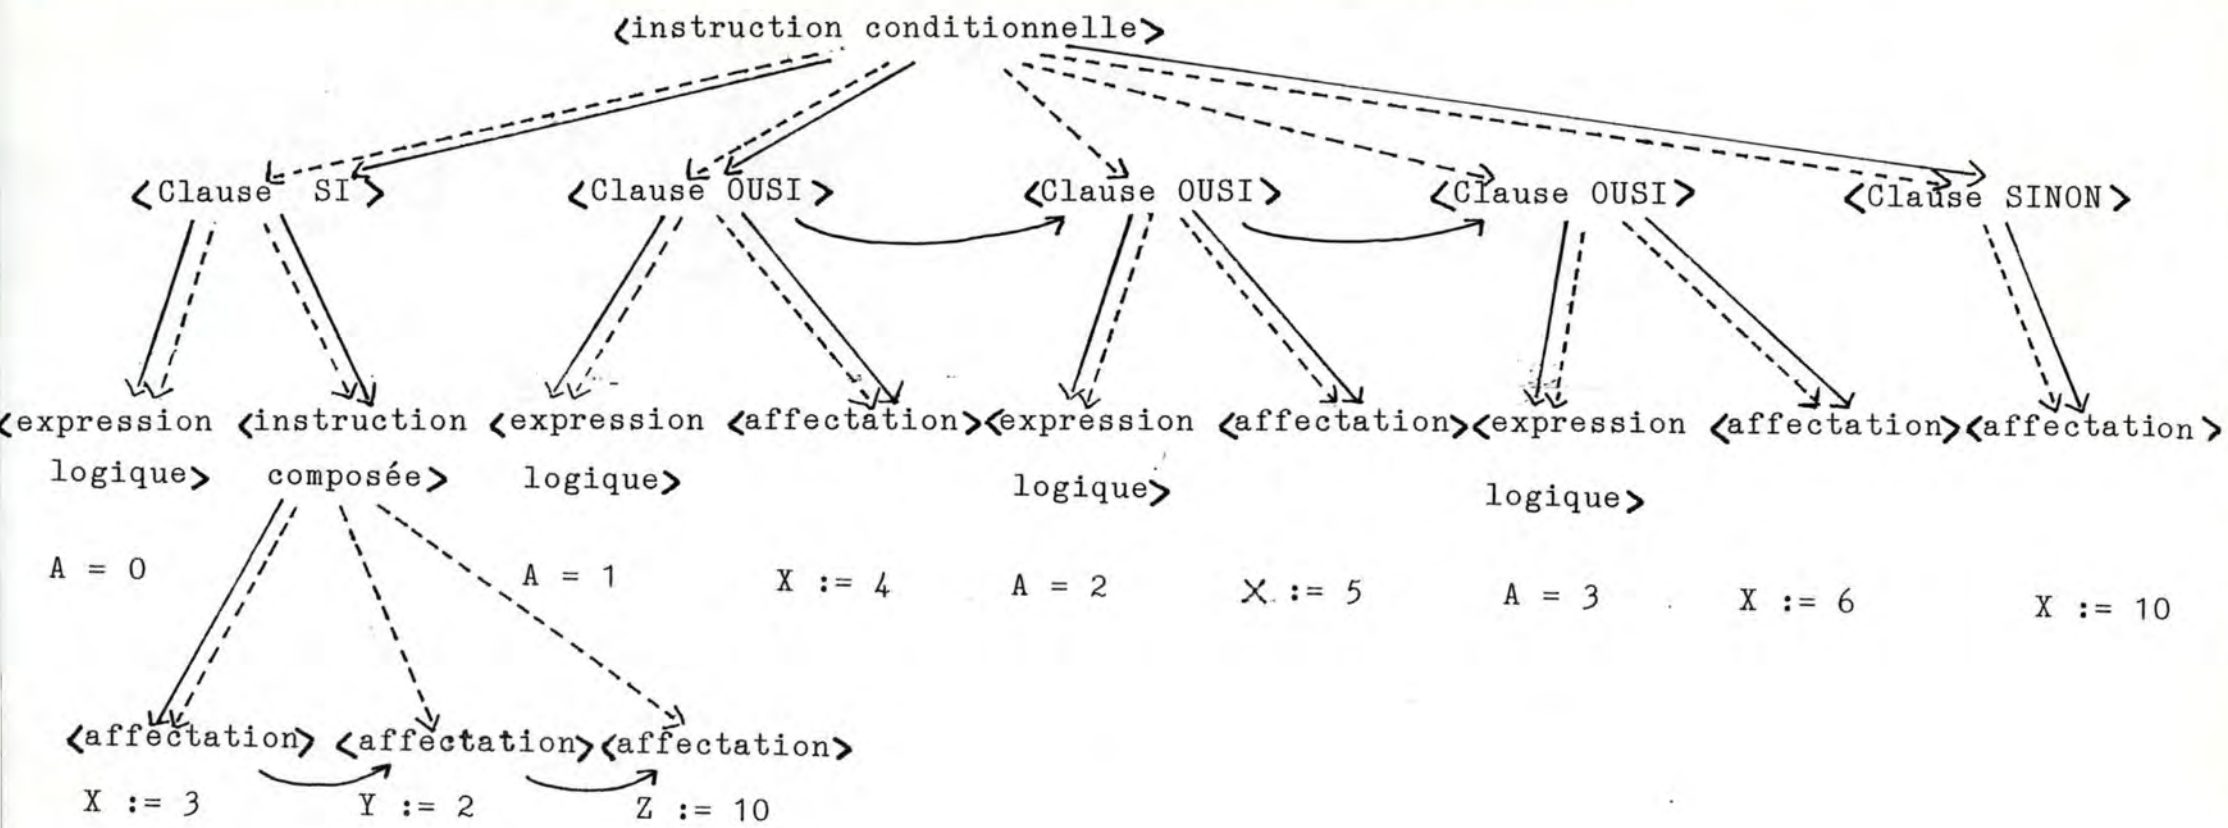 <instruction conditionnelle>
<Clause SI> <Clause OUSI> <Clause OUSI> <Clause OUSI> <Clause SINON>
<expression <instruction <expression <affectation> <expression <affectation> <expression <affectation> <affectation>
logique> composée> logique> logique> logique>
A = 0 A = 1 X := 4 A = 2 X := 5 A = 3 X := 6 X := 10
<affectation> <affectation> <affectation>
X := 3 Y := 2 Z := 10